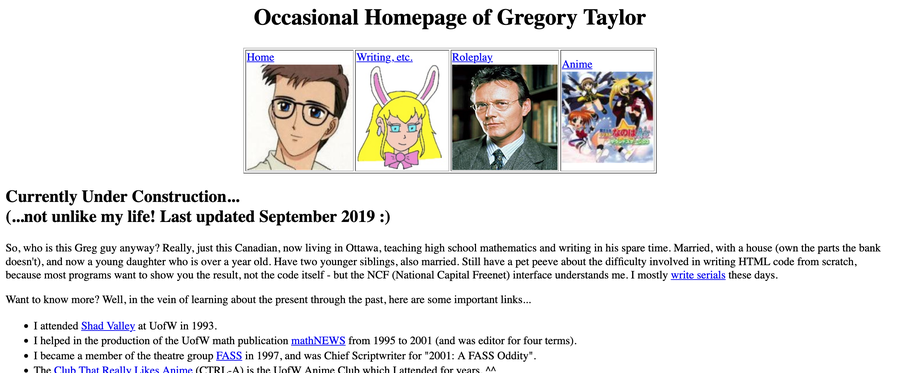 Occasional Homepage of Gregory Taylor
Home Writing, etc. Roleplay Anime
なのは
Currently Under Construction...
(...not unlike my life! Last updated September 2019 :)
So, who is this Greg guy anyway? Really, just this Canadian, now living in Ottawa, teaching high school mathematics and writing in his spare time. Married, with a house (own the parts the bank
doesn't), and now a young daughter who is over a year old. Have two younger siblings, also married. Still have a pet peeve about the difficulty involved in writing HTML code from scratch,
because most programs want to show you the result, not the code itself - but the NCF (National Capital Freenet) interface understands me. I mostly write serials these days.
Want to know more? Well, in the vein of learning about the present through the past, here are some important links...
• I attended Shad Valley at UofW in 1993.
• I helped in the production of the UofW math publication mathNEWS from 1995 to 2001 (and was editor for four terms).
• I became a member of the theatre group FASS in 1997, and was Chief Scriptwriter for "2001: A FASS Oddity".
• The Club That Really Likes Anime (CTRL-A) is the UofW Anime Club which I attended for years. ^^